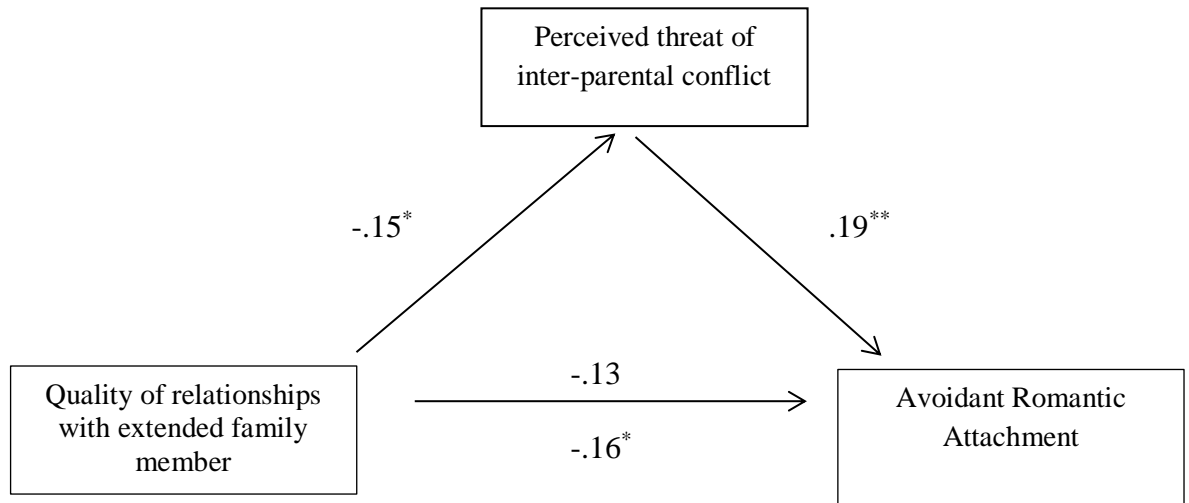 Perceived threat of
inter-parental conflict
-.15*
.19**
Quality of relationships
with extended family
member
-.13
-.16*
Avoidant Romantic
Attachment